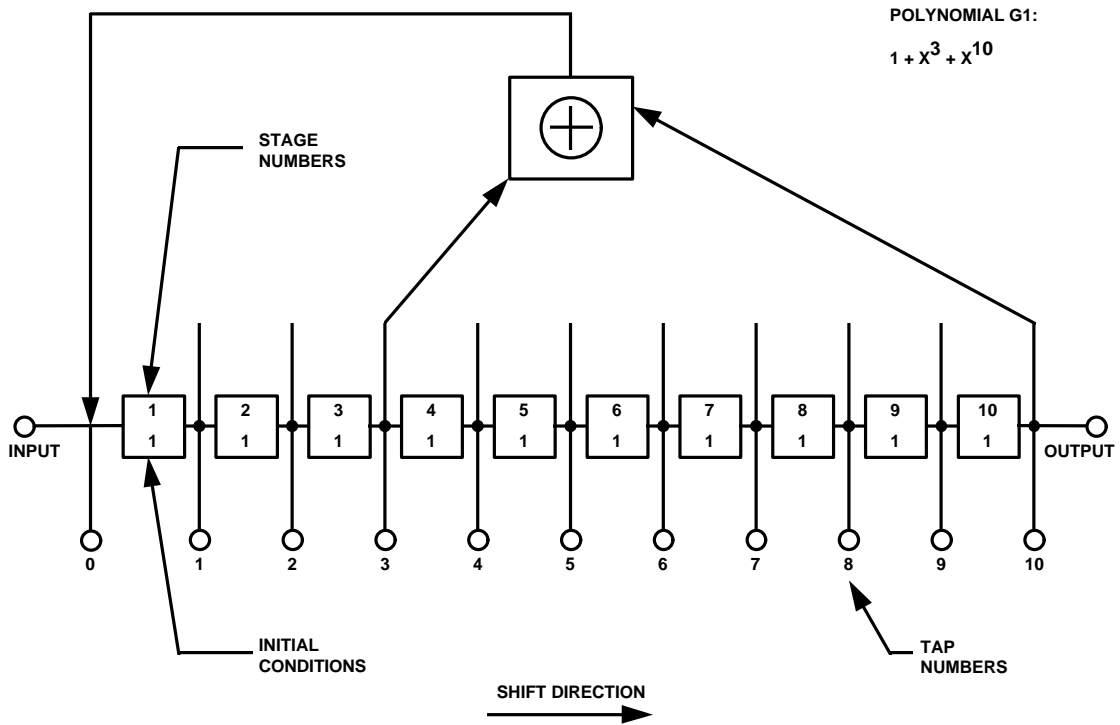 POLYNOMIAL G1:
1 + X^3 + X^10
STAGE
NUMBERS
1 2 3 4 5 6 7 8 9 10
1 1 1 1 1 1 1 1 1 1
INPUT
OUTPUT
0 1 2 3 4 5 6 7 8 9 10
INITIAL
CONDITIONS
TAP
NUMBERS
SHIFT DIRECTION